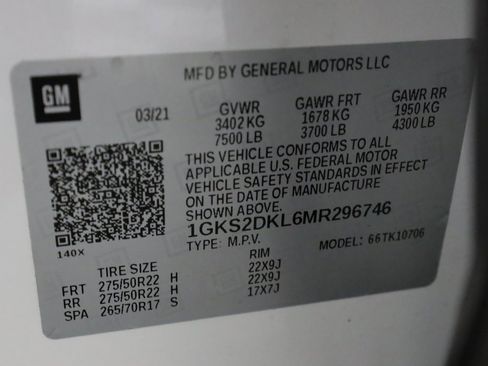 MFD BY GENERAL MOTORS LLC
GM
03/21 GVWR GAWR FRT GAWR RR
3402 KG 1678 KG 1950 KG
7500 LB 3700 LB 4300 LB
THIS VEHICLE CONFORMS TO ALL
APPLICABLE U.S. FEDERAL MOTOR
VEHICLE SAFETY STANDARDS IN EFFECT
ON THE DATE OF MANUFACTURE
SHOWN ABOVE.
1GKS2DKL6MR296746
140X TYPE: M.P.V. MODEL: 66TK10706
TIRE SIZE RIM
FRT 275/50R22 H 22X9J
RR 275/50R22 H 22X9J
SPA 265/70R17 S 17X7J